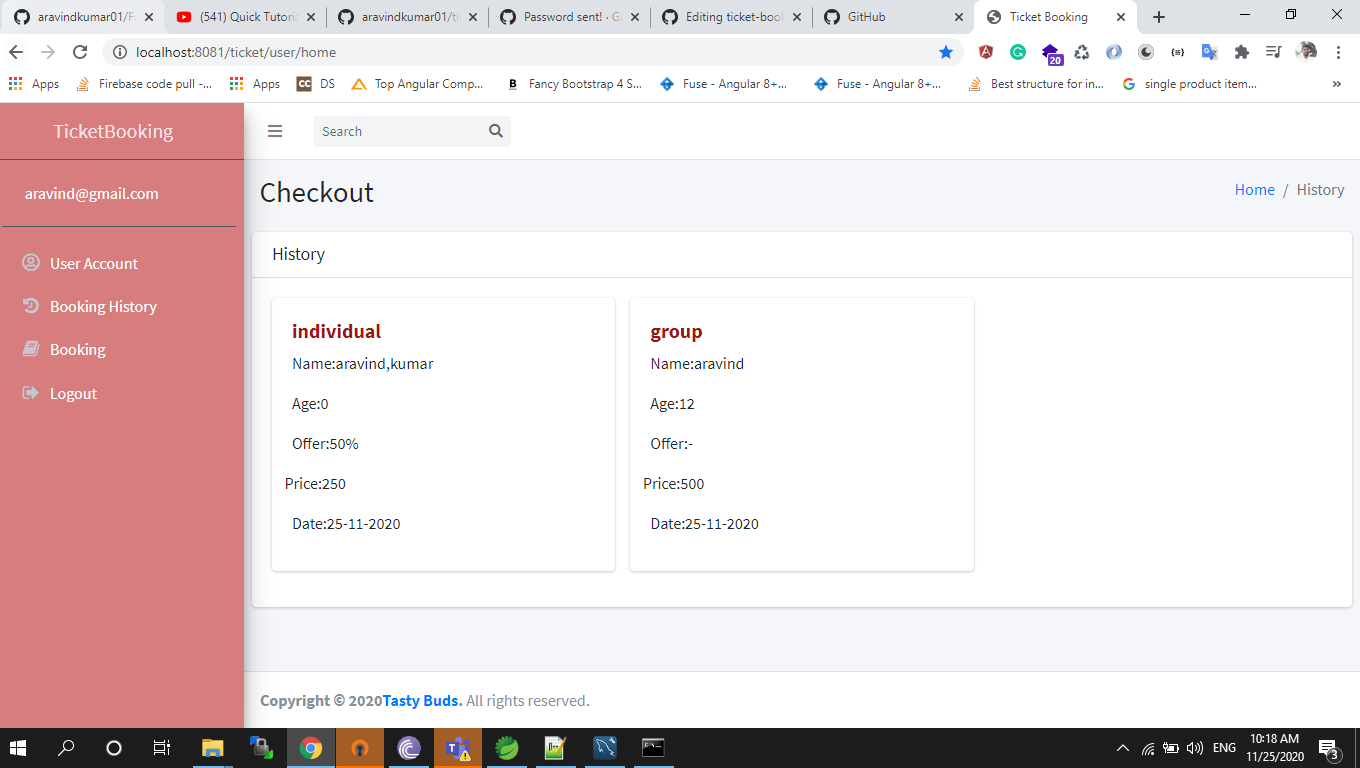 aravindkumar01/F
(541) Quick Tutoria
aravindkumar01/ti
Password sent! · G
Editing ticket-boo
GitHub
Ticket Booking
localhost:8081/ticket/user/home
20
Apps
Firebase code pull -...
Apps
CC
DS
Top Angular Comp...
B
Fancy Bootstrap 4 S...
Fuse - Angular 8+...
Fuse - Angular 8+...
Best structure for in...
single product item...
»
TicketBooking
Search
aravind@gmail.com
Checkout
Home / History
User Account
Booking History
Booking
Logout
History
individual
Name:aravind,kumar
Age:0
Offer:50%
Price:250
Date:25-11-2020
group
Name:aravind
Age:12
Offer:-
Price:500
Date:25-11-2020
Copyright © 2020Tasty Buds. All rights reserved.
ENG
10:18 AM
11/25/2020
3